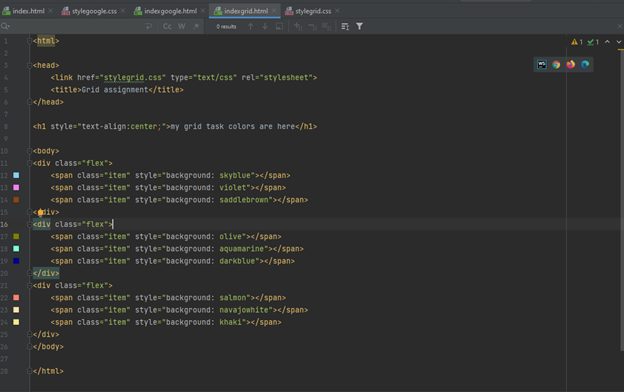 index.html
stylegoogle.css
indexgoogle.html
indexgrid.html
stylegrid.css
Cc W .* 0 results
1 <html> 1 1
2
3 <head>
4 <link href="stylegrid.css" type="text/css" rel="stylesheet">
5 <title>Grid assignment</title>
6 </head>
7
8 <h1 style="text-align:center;">my grid task colors are here</h1>
9
10 <body>
11 <div class="flex">
12 <span class="item" style="background: skyblue"></span>
13 <span class="item" style="background: violet"></span>
14 <span class="item" style="background: saddlebrown"></span>
15 </div>
16 <div class="flex">
17 <span class="item" style="background: olive"></span>
18 <span class="item" style="background: aquamarine"></span>
19 <span class="item" style="background: darkblue"></span>
20 </div>
21 <div class="flex">
22 <span class="item" style="background: salmon"></span>
23 <span class="item" style="background: navajowhite"></span>
24 <span class="item" style="background: khaki"></span>
25 </div>
26 </body>
27
28 </html>